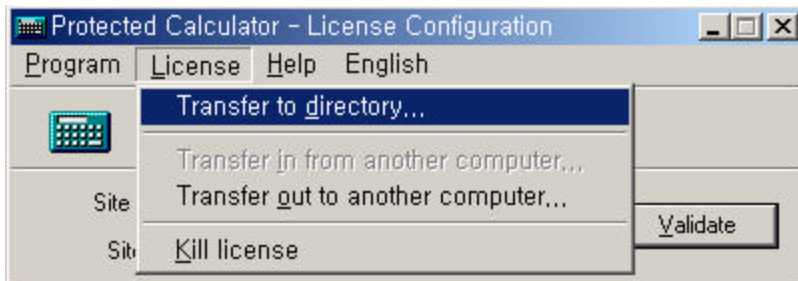 Protected Calculator - License Configuration
Program License Help English
Transfer to directory...
Transfer in from another computer...
Transfer out to another computer...
Site
Validate
Kill license